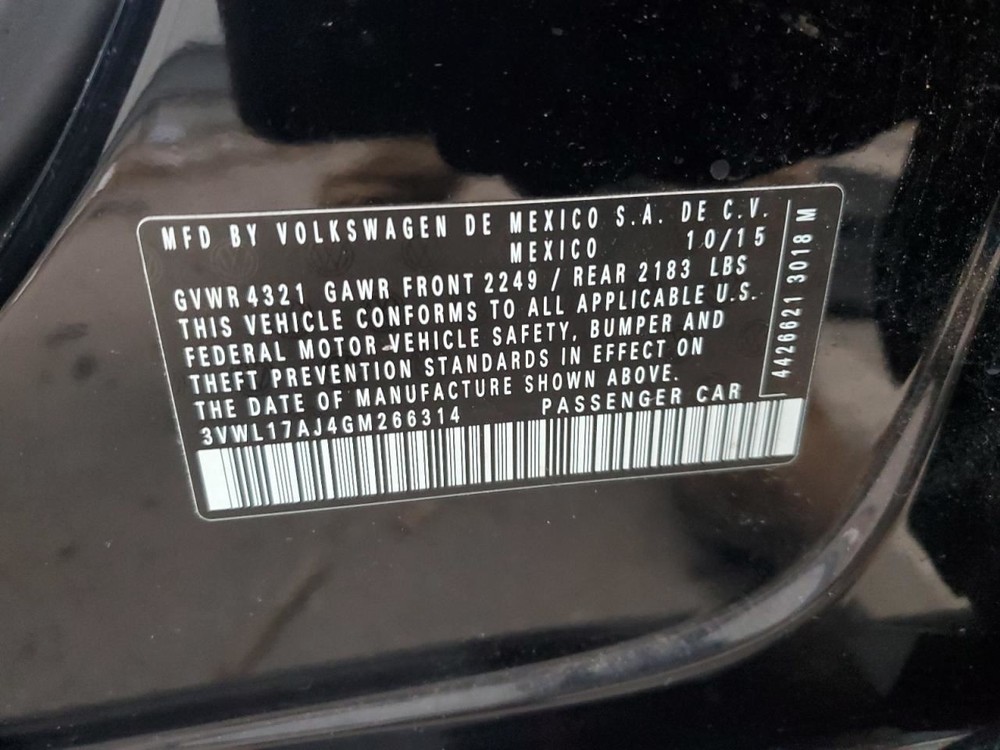 MFD BY VOLKSWAGEN DE MEXICO S.A. DE C.V.
MEXICO 10/15
GVWR 4321 GAWR FRONT 2249 / REAR 2183 LBS
THIS VEHICLE CONFORMS TO ALL APPLICABLE U.S.
FEDERAL MOTOR VEHICLE SAFETY, BUMPER AND
THEFT PREVENTION STANDARDS IN EFFECT ON
THE DATE OF MANUFACTURE SHOWN ABOVE.
3VWL17AJ4GM266314 PASSENGER CAR
4426621 3018 M